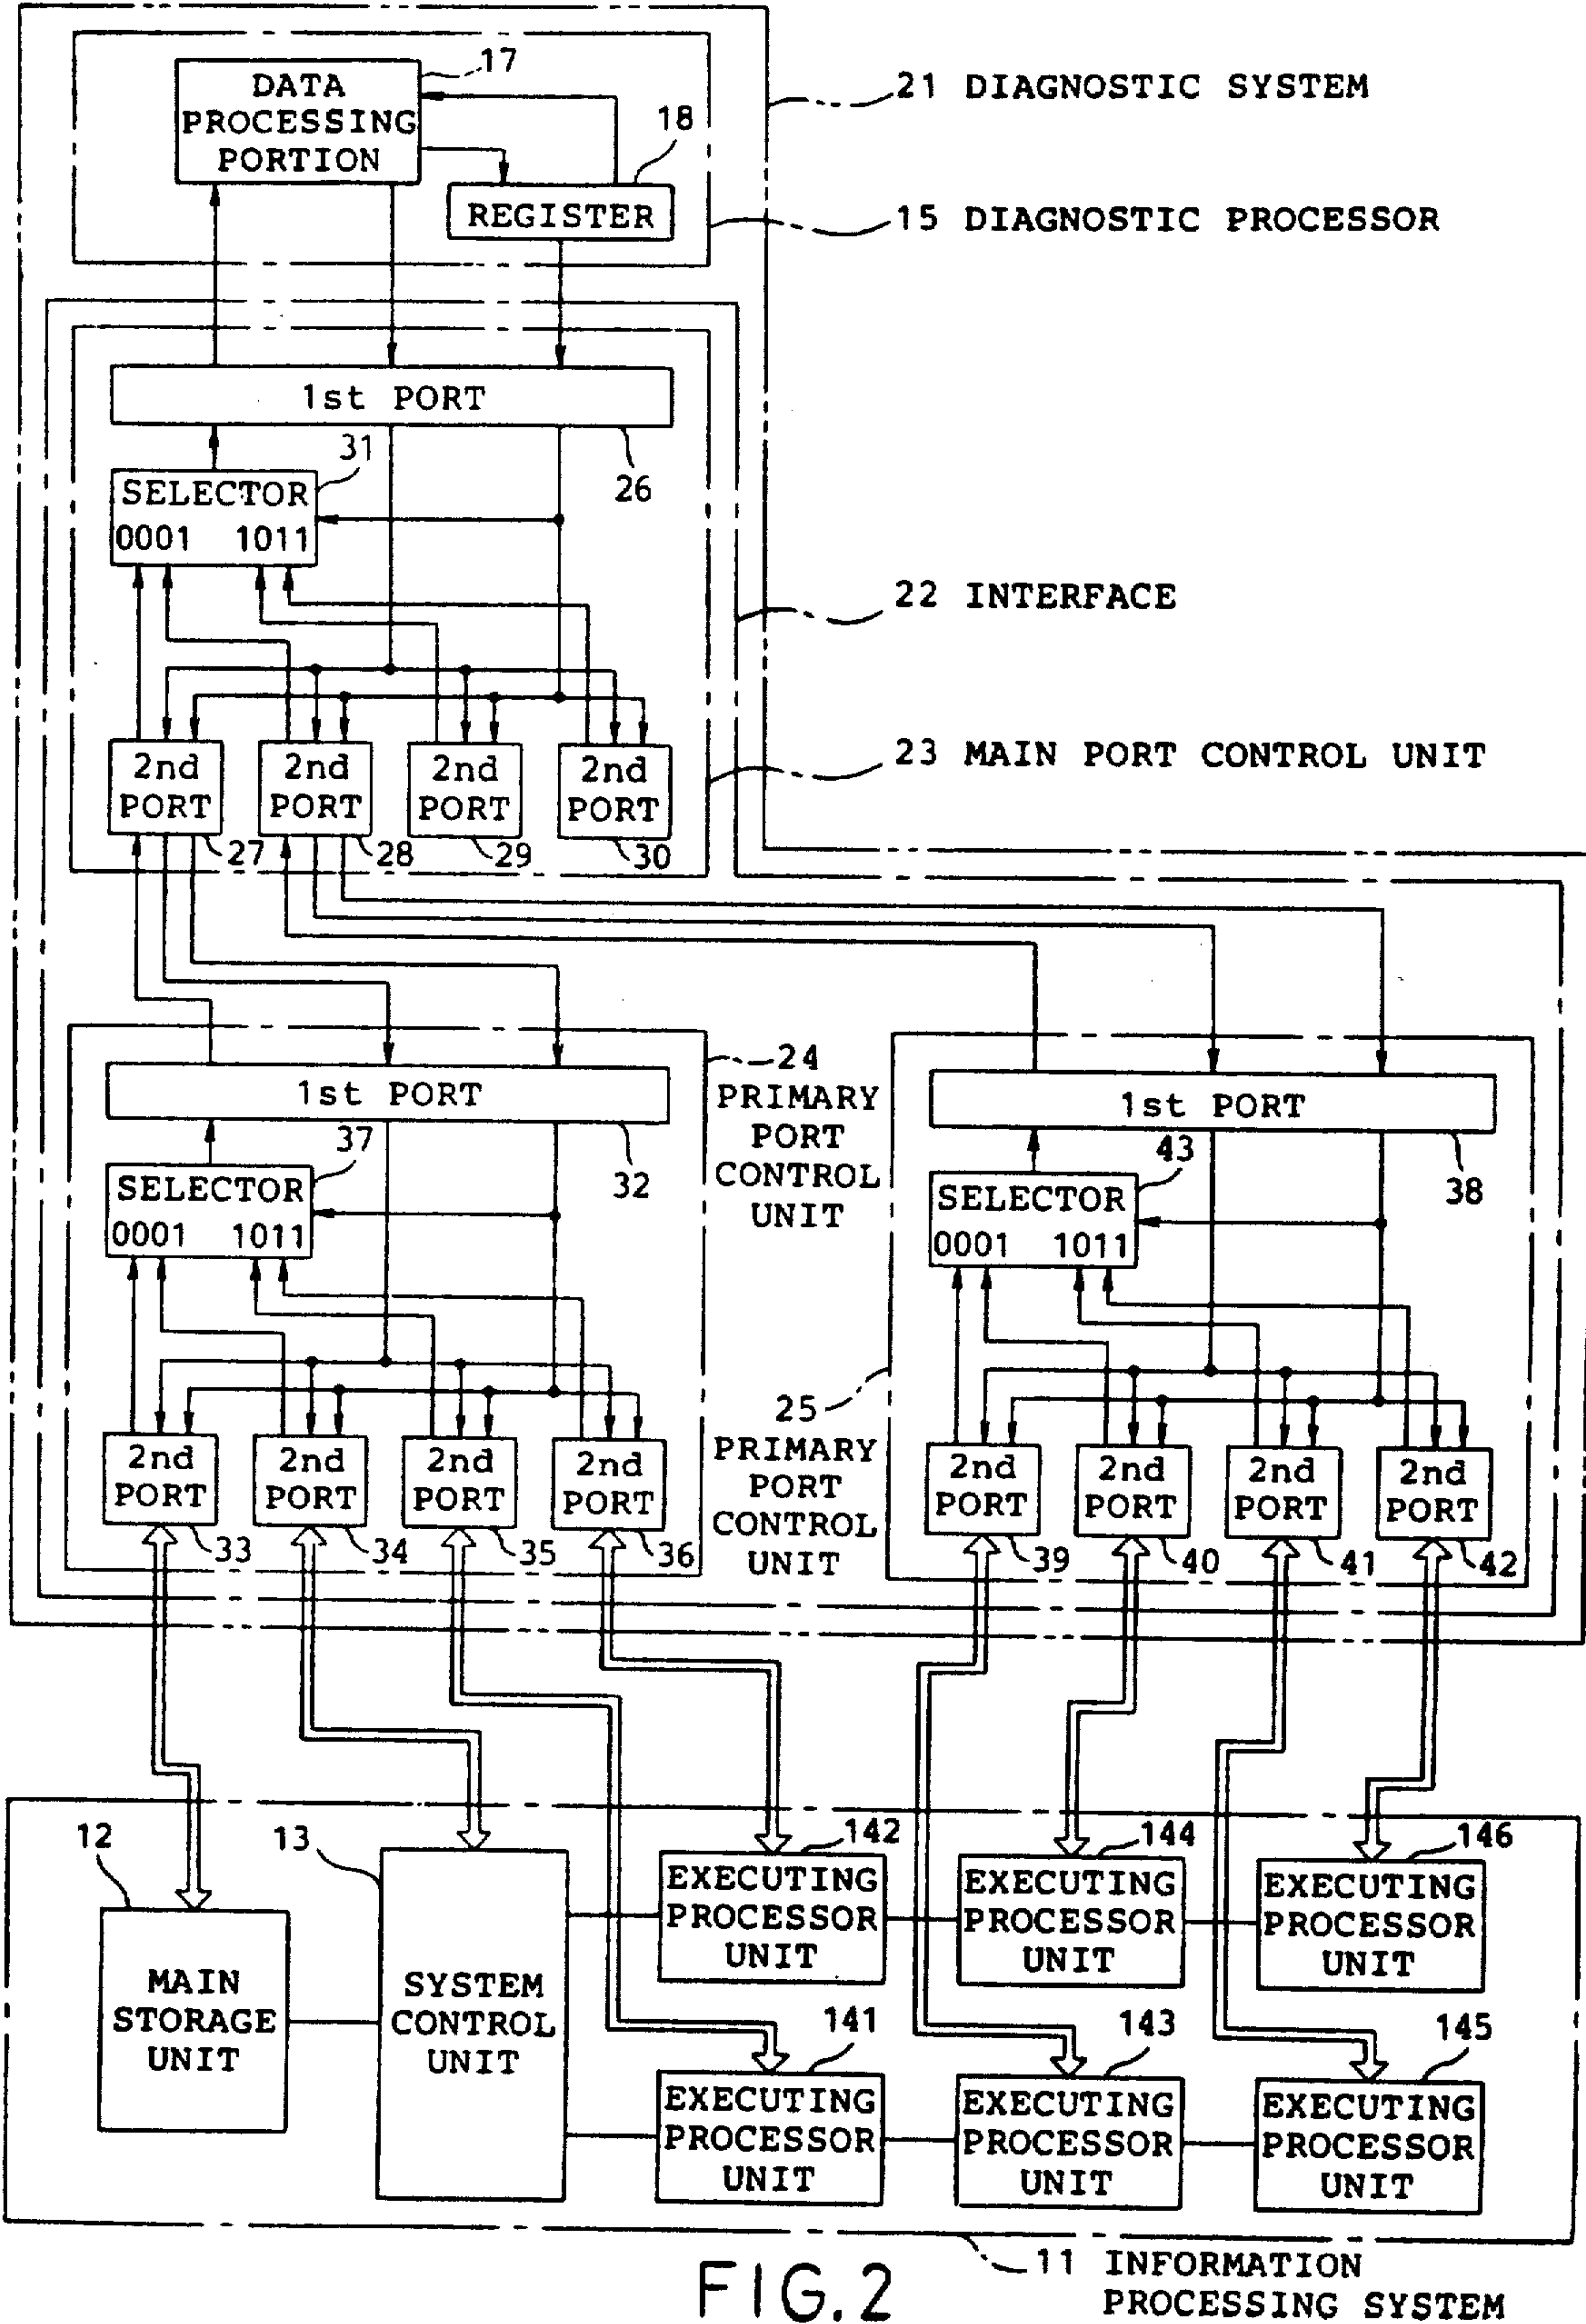 17
DATA
PROCESSING
PORTION
21 DIAGNOSTIC SYSTEM
18
REGISTER
15 DIAGNOSTIC PROCESSOR
1st PORT
31
26
SELECTOR
0001 1011
22 INTERFACE
23 MAIN PORT CONTROL UNIT
2nd
PORT
2nd
PORT
2nd
PORT
2nd
PORT
27
28
29
30
24
PRIMARY
PORT
CONTROL
UNIT
1st PORT
37
32
SELECTOR
0001 1011
1st PORT
43
38
SELECTOR
0001 1011
25
PRIMARY
PORT
CONTROL
UNIT
2nd
PORT
2nd
PORT
2nd
PORT
2nd
PORT
33
34
35
36
2nd
PORT
2nd
PORT
2nd
PORT
2nd
PORT
39
40
41
42
12
13
142
144
146
MAIN
STORAGE
UNIT
SYSTEM
CONTROL
UNIT
EXECUTING
PROCESSOR
UNIT
EXECUTING
PROCESSOR
UNIT
EXECUTING
PROCESSOR
UNIT
141
143
145
EXECUTING
PROCESSOR
UNIT
EXECUTING
PROCESSOR
UNIT
EXECUTING
PROCESSOR
UNIT
11 INFORMATION
PROCESSING SYSTEM
FIG.2